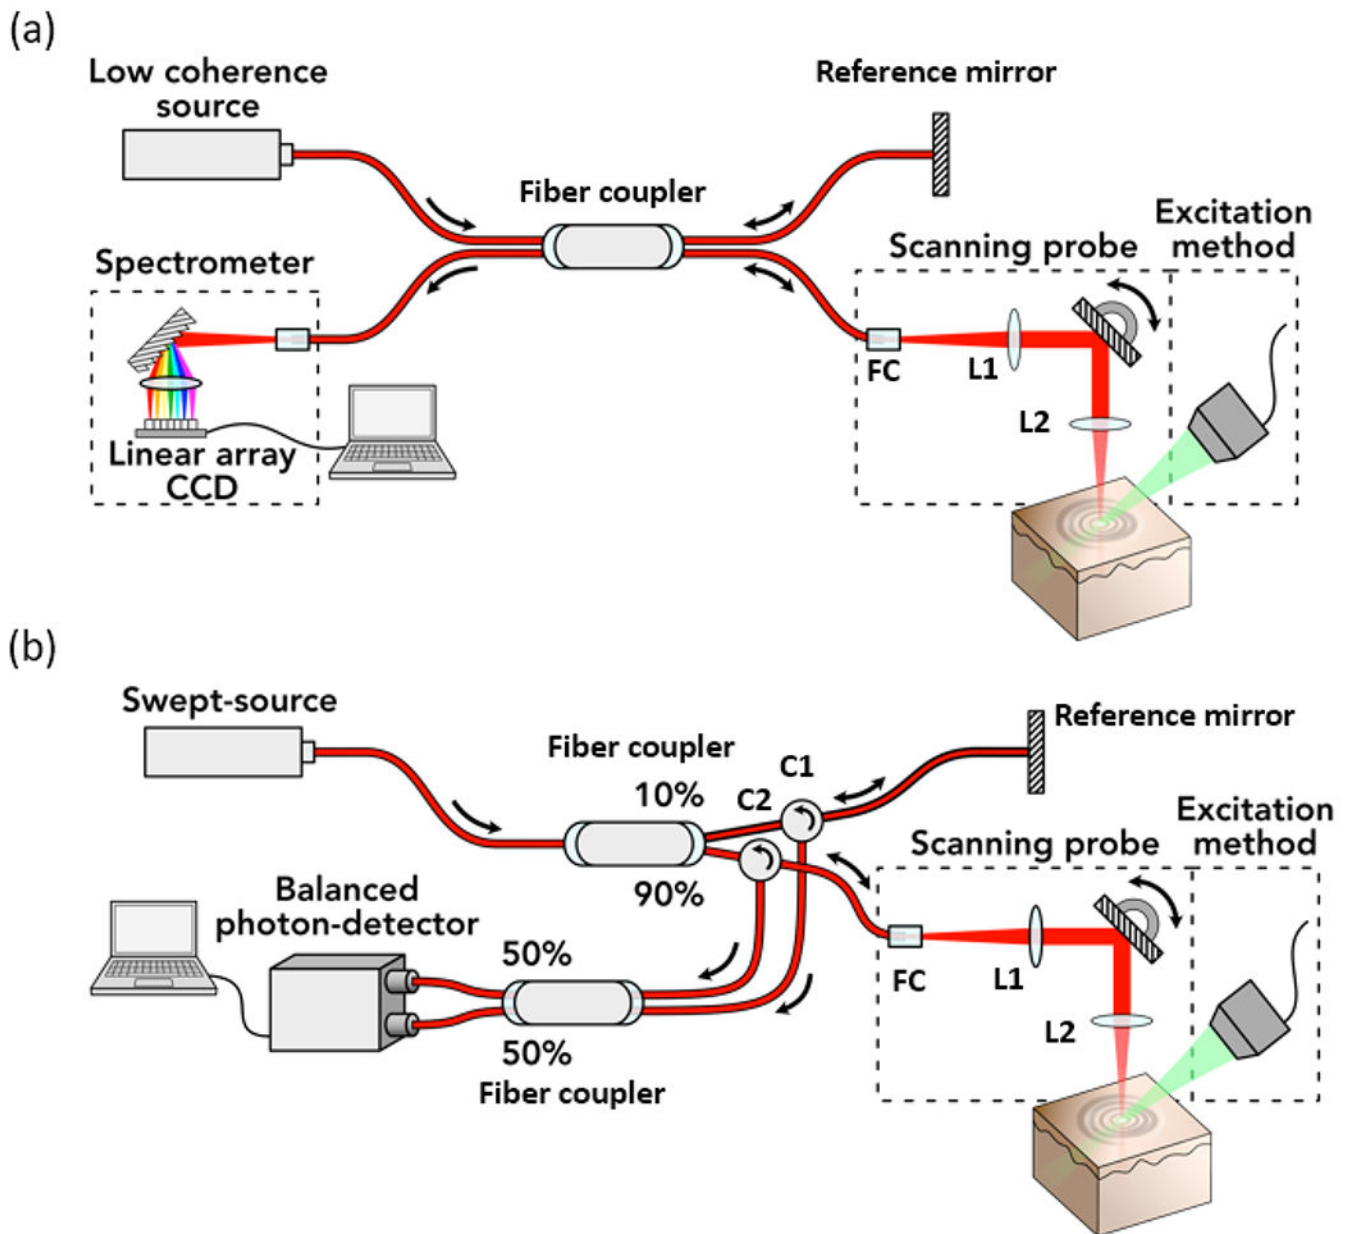 (a)
Low coherence
source
Reference mirror
Fiber coupler
Excitation
method
Scanning probe
Spectrometer
FC
L1
L2
Linear array
CCD
(b)
Swept-source
Reference mirror
Fiber coupler
C1
10%
C2
Excitation
method
Scanning probe
90%
Balanced
photon-detector
50%
FC
L1
L2
50%
Fiber coupler